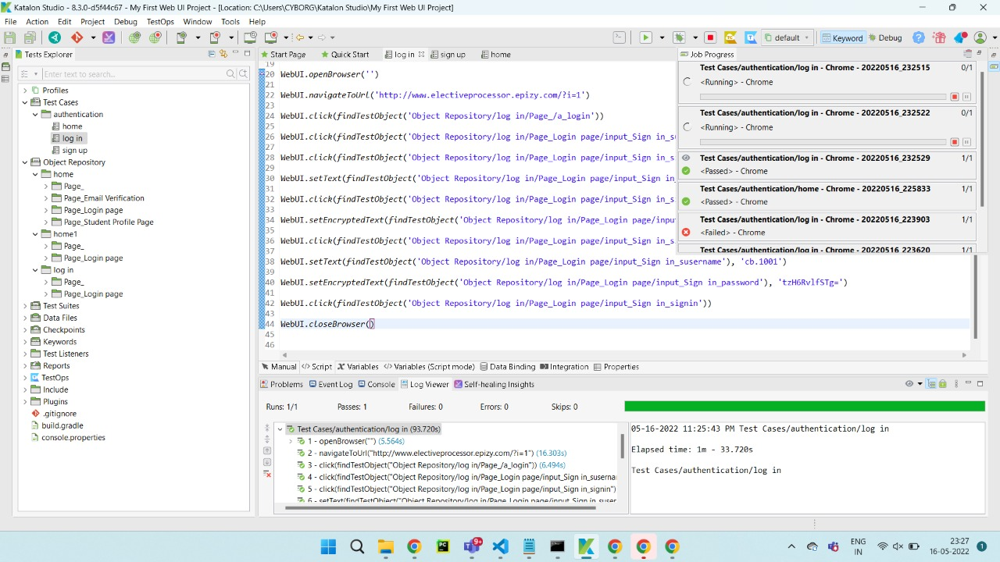 Katalon Studio - 8.3.0-d5f44c67 - My First Web UI Project - [Location: C:\Users\CYBORG\Katalon Studio\My First Web UI Project]
File Action Edit Project Debug TestOps Window Tools Help
default Keyword Debug
Tests Explorer
Enter text to search...
Profiles
Test Cases
authentication
home
log in
sign up
Object Repository
home
Page_
Page_Email Verification
Page_Login page
Page_Student Profile Page
home1
Page_
Page_Login page
log in
Page_
Page_Login page
Test Suites
Data Files
Checkpoints
Keywords
Test Listeners
Reports
TestOps
Include
Plugins
.gitignore
build.gradle
console.properties
Start Page Quick Start log in sign up home
19
20 WebUI.openBrowser('')
21
22 WebUI.navigateToUrl('http://www.electiveprocessor.epizy.com/?i=1')
23
24 WebUI.click(findTestObject('Object Repository/log in/Page_/a_login'))
25
26 WebUI.click(findTestObject('Object Repository/log in/Page_Login page/input_Sign in_su
27
28 WebUI.click(findTestObject('Object Repository/log in/Page_Login page/input_Sign in_si
29
30 WebUI.setText(findTestObject('Object Repository/log in/Page_Login page/input_Sign in_
31
32 WebUI.click(findTestObject('Object Repository/log in/Page_Login page/input_Sign in_si
33
34 WebUI.setEncryptedText(findTestObject('Object Repository/log in/Page_Login page/input
35
36 WebUI.click(findTestObject('Object Repository/log in/Page_Login page/input_Sign in_si
37
38 WebUI.setText(findTestObject('Object Repository/log in/Page_Login page/input_Sign in_susername'), 'cb.1001')
39
40 WebUI.setEncryptedText(findTestObject('Object Repository/log in/Page_Login page/input_Sign in_password'), 'tzH6RvlfSTg=')
41
42 WebUI.click(findTestObject('Object Repository/log in/Page_Login page/input_Sign in_signin'))
43
44 WebUI.closeBrowser()
45
46
Job Progress
Test Cases/authentication/log in - Chrome - 20220516_232515 0/1
<Running> - Chrome
Test Cases/authentication/log in - Chrome - 20220516_232522 0/1
<Running> - Chrome
Test Cases/authentication/log in - Chrome - 20220516_232529 1/1
<Passed> - Chrome
Test Cases/authentication/home - Chrome - 20220516_225833 1/1
<Passed> - Chrome
Test Cases/authentication/log in - Chrome - 20220516_223903 1/1
<Failed> - Chrome
Test Cases/authentication/log in - Chrome - 20220516_223620 1/1
Manual Script Variables Variables (Script mode) Data Binding Integration Properties
Problems Event Log Console Log Viewer Self-healing Insights
Runs: 1/1 Passes: 1 Failures: 0 Errors: 0 Skips: 0
Test Cases/authentication/log in (93.720s)
1 - openBrowser("") (5.564s)
2 - navigateToUrl("http://www.electiveprocessor.epizy.com/?i=1") (16.303s)
3 - click(findTestObject("Object Repository/log in/Page_/a_login")) (6.494s)
4 - click(findTestObject("Object Repository/log in/Page_Login page/input_Sign in_suserna
5 - click(findTestObject("Object Repository/log in/Page_Login page/input_Sign in_signin")
6 - setText(findTestObject("Object Repository/log in/Page_Login page/input_Sign in_suser
05-16-2022 11:25:43 PM Test Cases/authentication/log in
Elapsed time: 1m - 33.720s
Test Cases/authentication/log in
9+
ENG
IN
23:27
16-05-2022
1